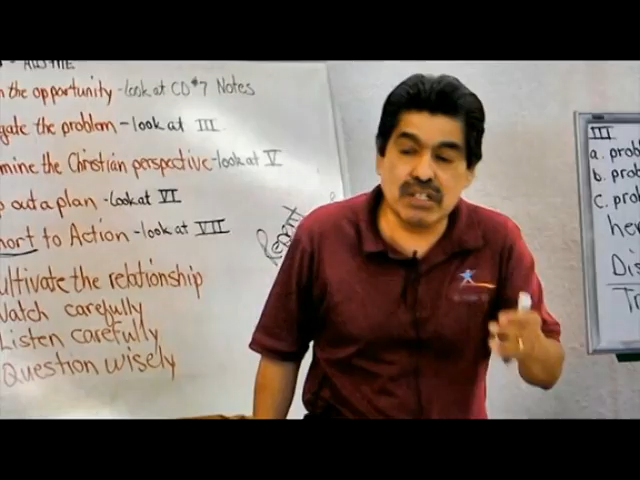 n the opportunity - look at CD #7 Notes
gate the problem - look at III
mine the Christian perspective - look at V
out a plan - Look at VI
hort to Action - look at VII
ultivate the relationship
Watch carefully
Listen carefully
Question wisely
III
a. prob
b. prob
c. prob
her
Dis